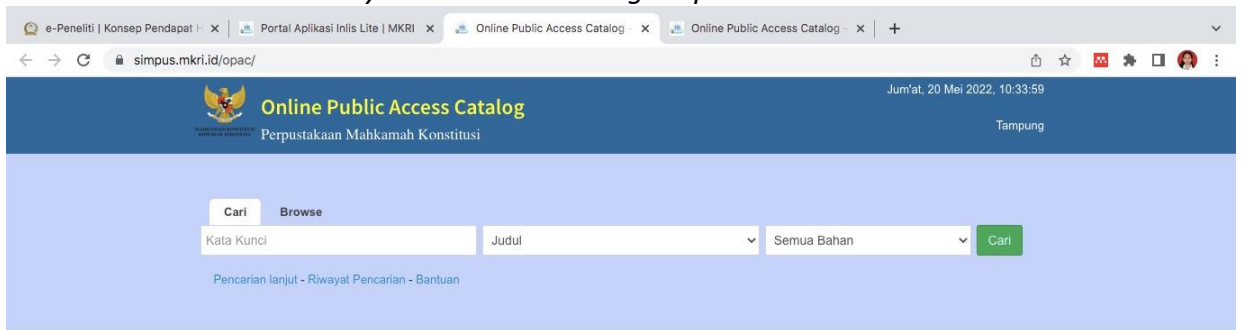 e-Peneliti | Konsep Pendapat H Portal Aplikasi Inlis Lite | MKRI Online Public Access Catalog - Online Public Access Catalog -
simpus.mkri.id/opac/
Jum'at, 20 Mei 2022, 10:33:59
Online Public Access Catalog
Tampung
Perpustakaan Mahkamah Konstitusi
Cari Browse
Kata Kunci Judul Semua Bahan Cari
Pencarian lanjut - Riwayat Pencarian - Bantuan